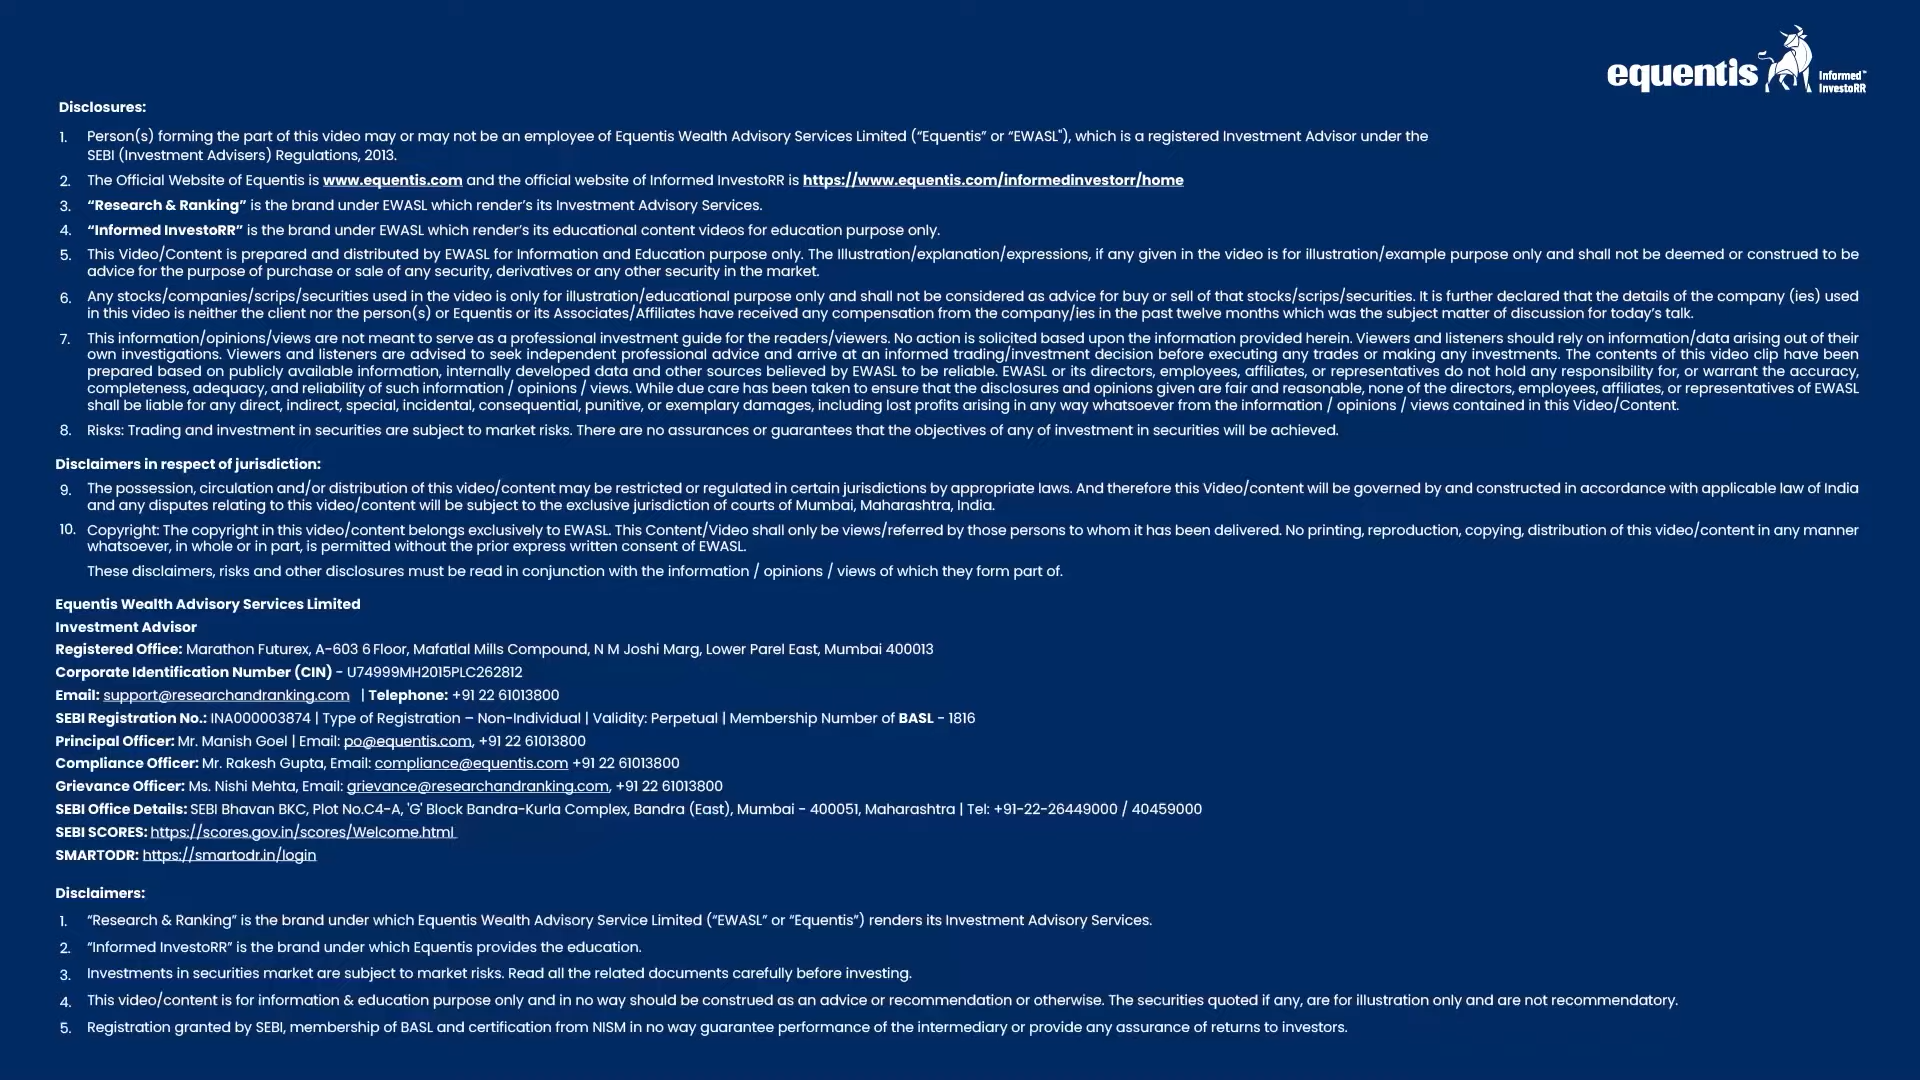 equentis Informed™
InvestoRR
Disclosures:
1. Person(s) forming the part of this video may or may not be an employee of Equentis Wealth Advisory Services Limited (“Equentis” or “EWASL"), which is a registered Investment Advisor under the
SEBI (Investment Advisers) Regulations, 2013.
2. The Official Website of Equentis is www.equentis.com and the official website of Informed InvestoRR is https://www.equentis.com/informedinvestorr/home
3. “Research & Ranking” is the brand under EWASL which render’s its Investment Advisory Services.
4. “Informed InvestoRR” is the brand under EWASL which render’s its educational content videos for education purpose only.
5. This Video/Content is prepared and distributed by EWASL for Information and Education purpose only. The Illustration/explanation/expressions, if any given in the video is for illustration/example purpose only and shall not be deemed or construed to be
advice for the purpose of purchase or sale of any security, derivatives or any other security in the market.
6. Any stocks/companies/scrips/securities used in the video is only for illustration/educational purpose only and shall not be considered as advice for buy or sell of that stocks/scrips/securities. It is further declared that the details of the company (ies) used
in this video is neither the client nor the person(s) or Equentis or its Associates/Affiliates have received any compensation from the company/ies in the past twelve months which was the subject matter of discussion for today’s talk.
7. This information/opinions/views are not meant to serve as a professional investment guide for the readers/viewers. No action is solicited based upon the information provided herein. Viewers and listeners should rely on information/data arising out of their
own investigations. Viewers and listeners are advised to seek independent professional advice and arrive at an informed trading/investment decision before executing any trades or making any investments. The contents of this video clip have been
prepared based on publicly available information, internally developed data and other sources believed by EWASL to be reliable. EWASL or its directors, employees, affiliates, or representatives do not hold any responsibility for, or warrant the accuracy,
completeness, adequacy, and reliability of such information / opinions / views. While due care has been taken to ensure that the disclosures and opinions given are fair and reasonable, none of the directors, employees, affiliates, or representatives of EWASL
shall be liable for any direct, indirect, special, incidental, consequential, punitive, or exemplary damages, including lost profits arising in any way whatsoever from the information / opinions / views contained in this Video/Content.
8. Risks: Trading and investment in securities are subject to market risks. There are no assurances or guarantees that the objectives of any of investment in securities will be achieved.
Disclaimers in respect of jurisdiction:
9. The possession, circulation and/or distribution of this video/content may be restricted or regulated in certain jurisdictions by appropriate laws. And therefore this Video/content will be governed by and constructed in accordance with applicable law of India
and any disputes relating to this video/content will be subject to the exclusive jurisdiction of courts of Mumbai, Maharashtra, India.
10. Copyright: The copyright in this video/content belongs exclusively to EWASL. This Content/Video shall only be views/referred by those persons to whom it has been delivered. No printing, reproduction, copying, distribution of this video/content in any manner
whatsoever, in whole or in part, is permitted without the prior express written consent of EWASL.
These disclaimers, risks and other disclosures must be read in conjunction with the information / opinions / views of which they form part of.
Equentis Wealth Advisory Services Limited
Investment Advisor
Registered Office: Marathon Futurex, A-603 6 Floor, Mafatlal Mills Compound, N M Joshi Marg, Lower Parel East, Mumbai 400013
Corporate Identification Number (CIN) - U74999MH2015PLC262812
Email: support@researchandranking.com | Telephone: +91 22 61013800
SEBI Registration No.: INA000003874 | Type of Registration – Non-Individual | Validity: Perpetual | Membership Number of BASL - 1816
Principal Officer: Mr. Manish Goel | Email: po@equentis.com, +91 22 61013800
Compliance Officer: Mr. Rakesh Gupta, Email: compliance@equentis.com +91 22 61013800
Grievance Officer: Ms. Nishi Mehta, Email: grievance@researchandranking.com, +91 22 61013800
SEBI Office Details: SEBI Bhavan BKC, Plot No.C4-A, 'G' Block Bandra-Kurla Complex, Bandra (East), Mumbai - 400051, Maharashtra | Tel: +91-22-26449000 / 40459000
SEBI SCORES: https://scores.gov.in/scores/Welcome.html
SMARTODR: https://smartodr.in/login
Disclaimers:
1. “Research & Ranking” is the brand under which Equentis Wealth Advisory Service Limited (“EWASL” or “Equentis”) renders its Investment Advisory Services.
2. “Informed InvestoRR” is the brand under which Equentis provides the education.
3. Investments in securities market are subject to market risks. Read all the related documents carefully before investing.
4. This video/content is for information & education purpose only and in no way should be construed as an advice or recommendation or otherwise. The securities quoted if any, are for illustration only and are not recommendatory.
5. Registration granted by SEBI, membership of BASL and certification from NISM in no way guarantee performance of the intermediary or provide any assurance of returns to investors.